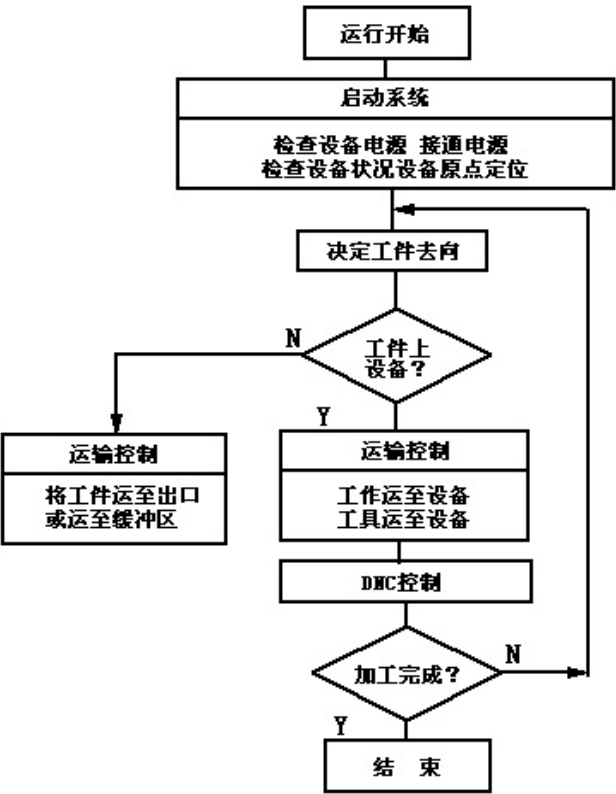 运行开始
启动系统
检查设备电源 接通电源
检查设备状况设备原点定位
决定工件去向
N
工件上
设备？
Y
运输控制
将工件运至出口
或运至缓冲区
运输控制
工作运至设备
工具运至设备
DNC控制
加工完成？
N
Y
结 束